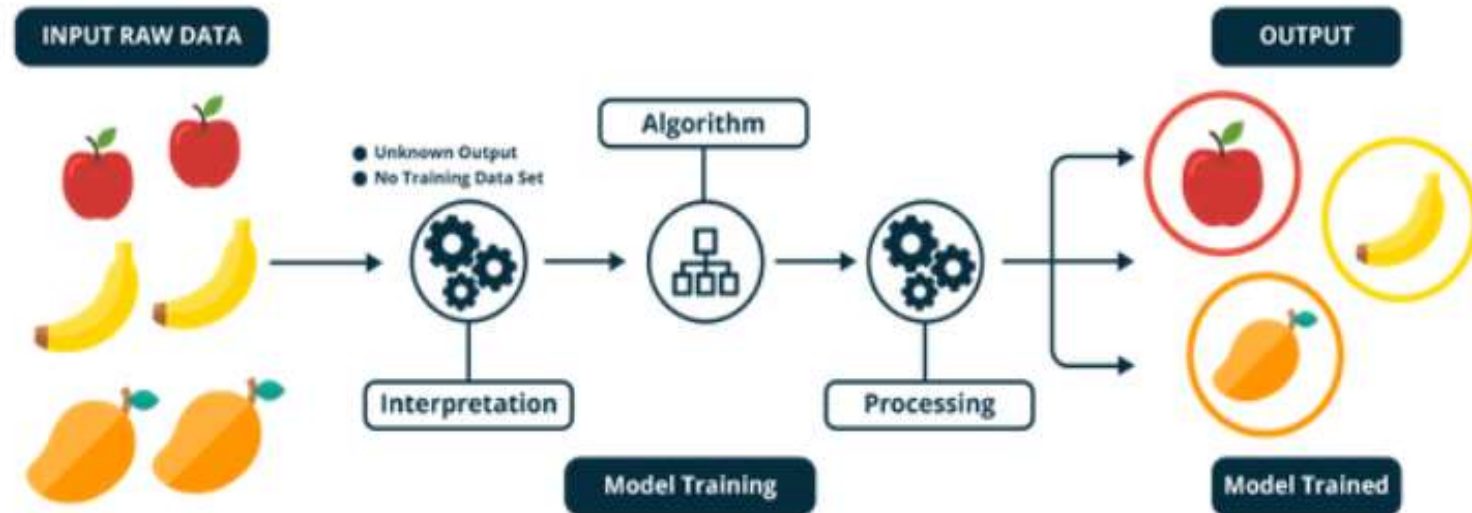 INPUT RAW DATA
OUTPUT
Algorithm
● Unknown Output
● No Training Data Set
Interpretation
Processing
Model Training
Model Trained